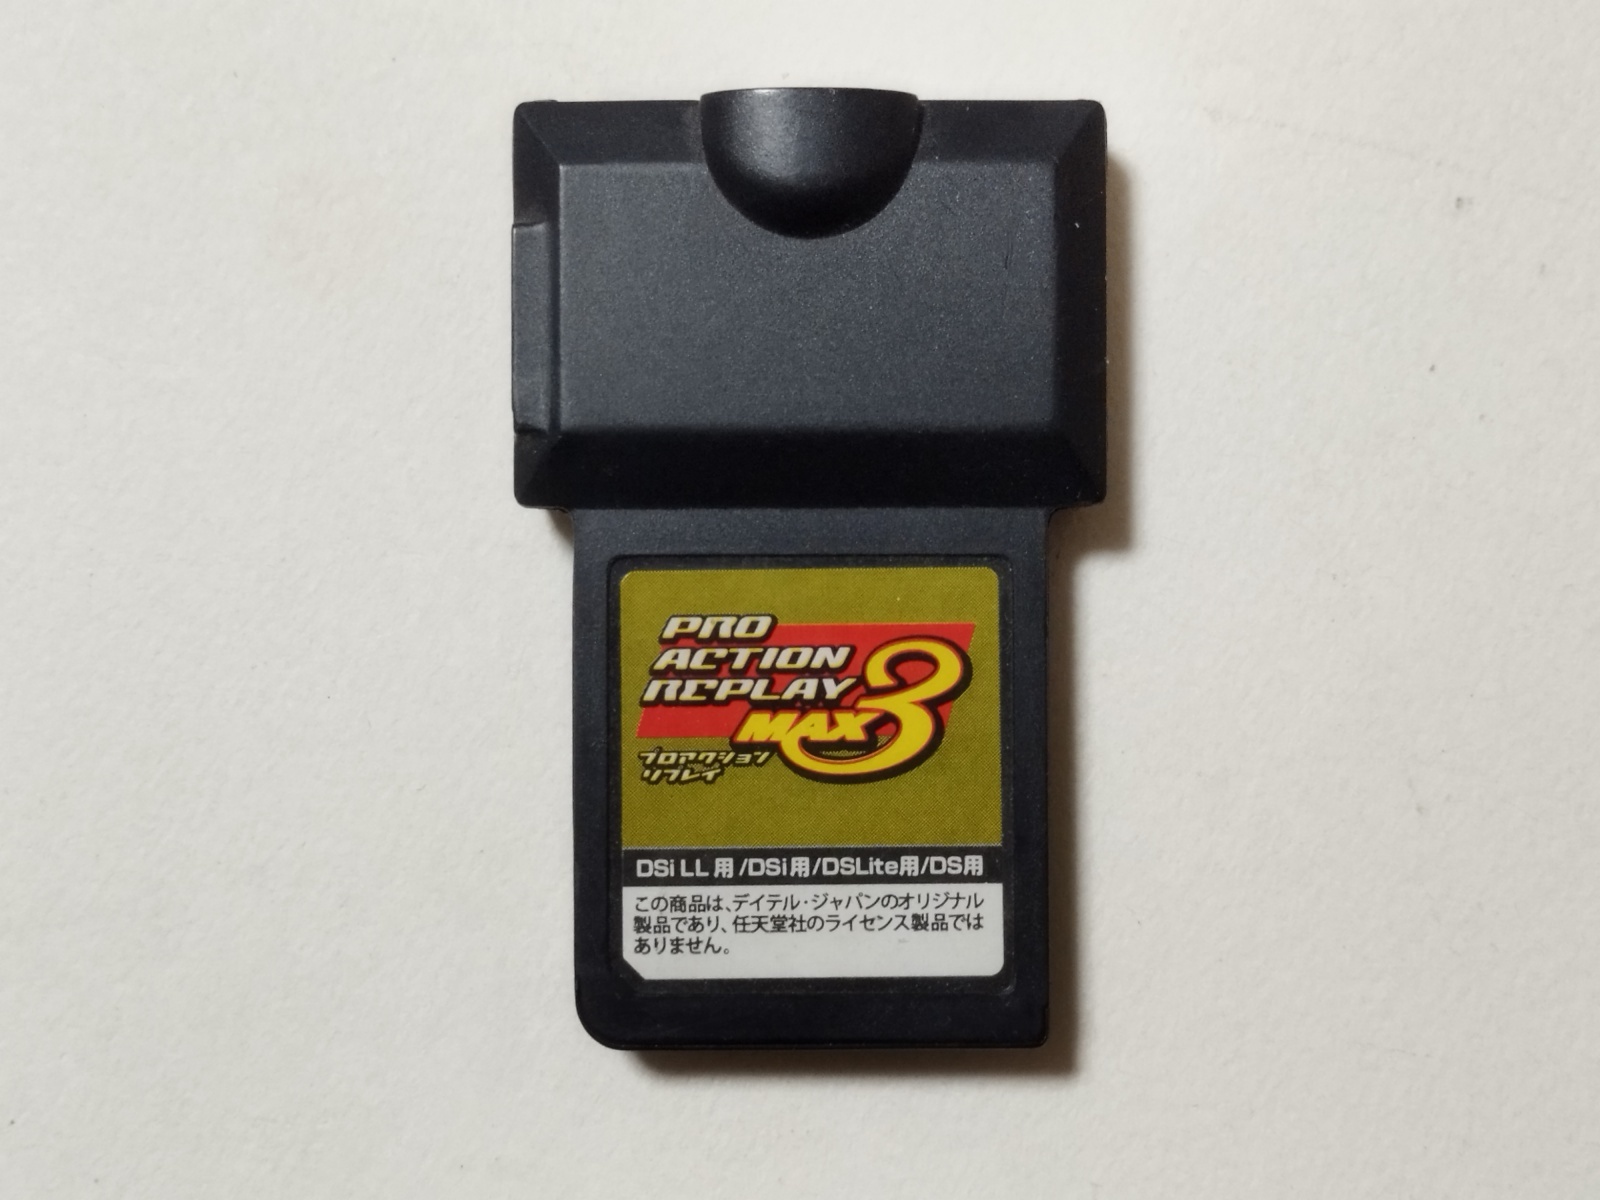 PRO
ACTION
REPLAY
MAX 3
プロアクション
リプレイ
DSi LL用/DSi用/DSLite用/DS用
この商品は、デイテル・ジャパンのオリジナル
製品であり、任天堂社のライセンス製品では
ありません。